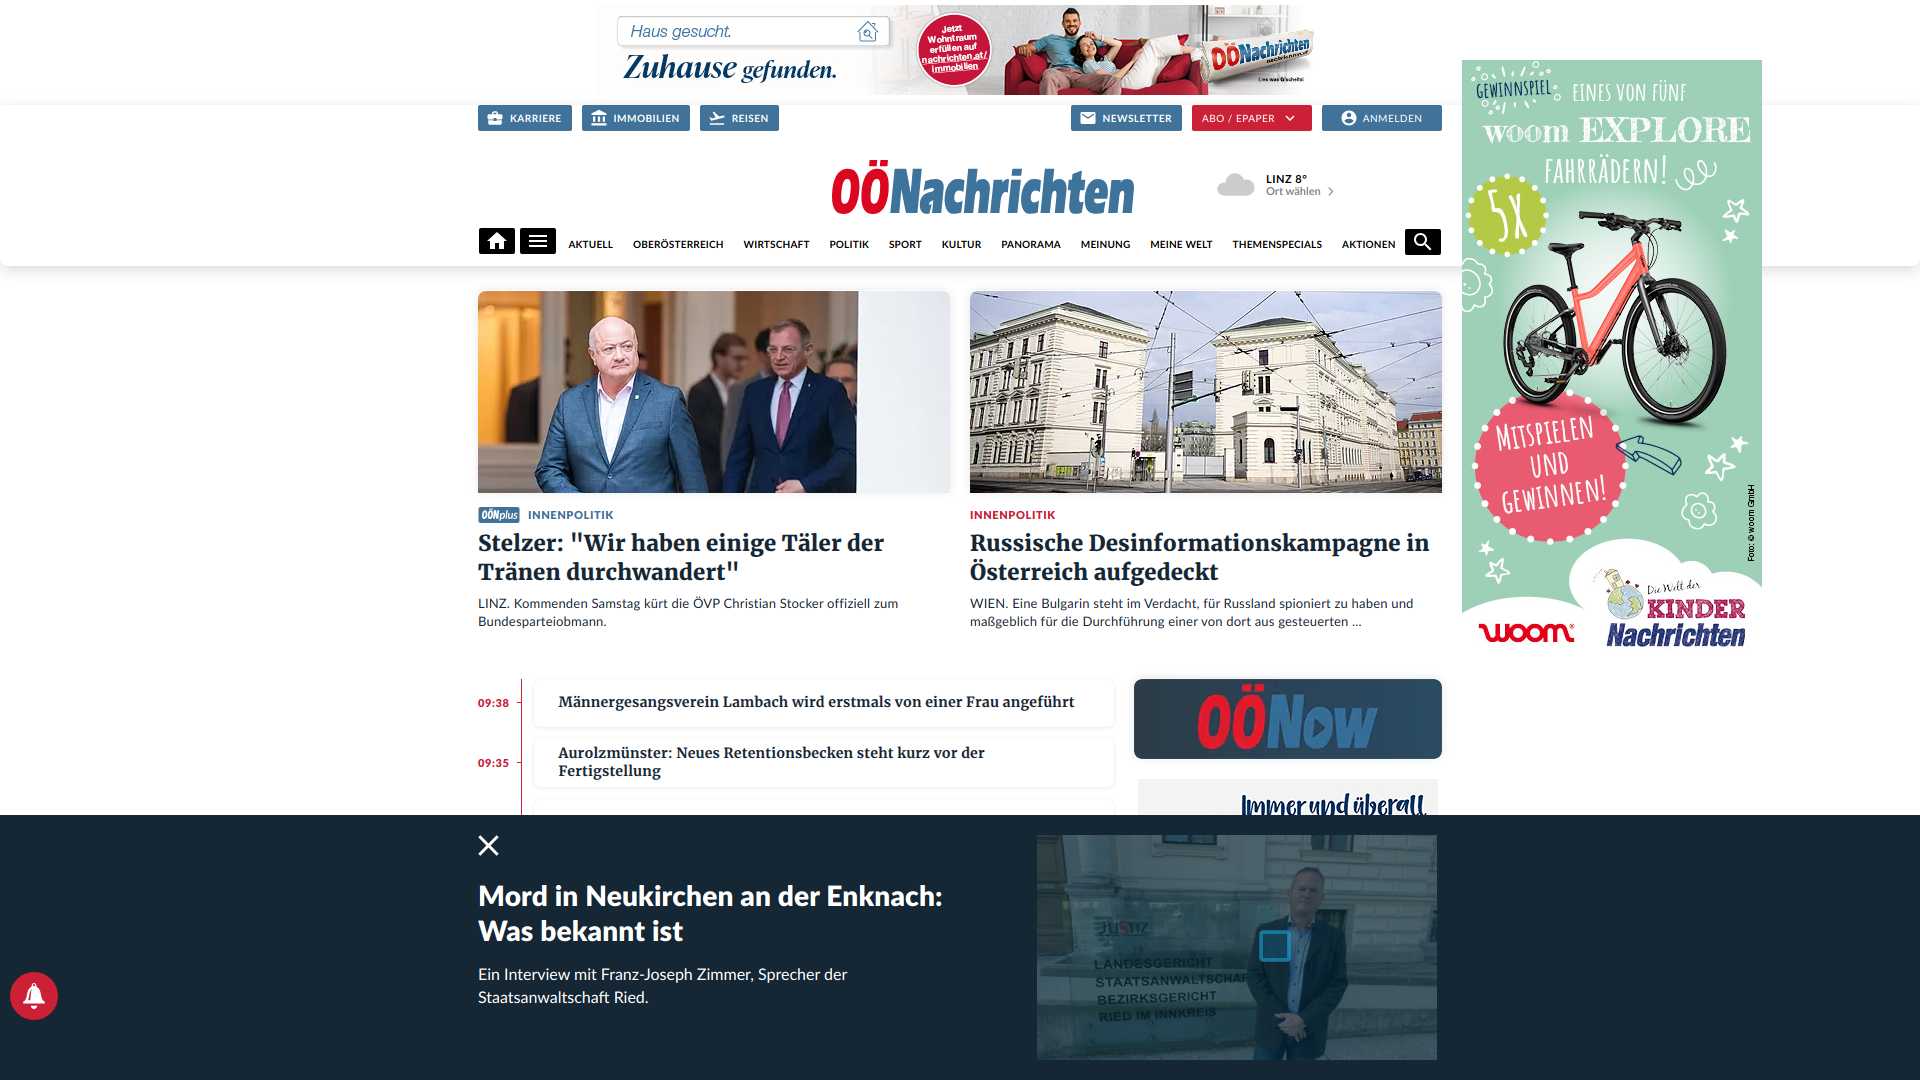 Haus gesucht.
Zuhause gefunden.
Jetzt
Wohntraum
erfüllen auf
nachrichten.at/
immobilien
OÖNachrichten
Lies was G'scheits!
KARRIERE
IMMOBILIEN
REISEN
NEWSLETTER
ABO / EPAPER
ANMELDEN
OÖNachrichten
LINZ 8°
Ort wählen
AKTUELL
OBERÖSTERREICH
WIRTSCHAFT
POLITIK
SPORT
KULTUR
PANORAMA
MEINUNG
MEINE WELT
THEMENSPECIALS
AKTIONEN
GEWINNSPIEL
EINES VON FÜNF
woom EXPLORE
FAHRRÄDERN!
5X
MITSPIELEN
UND
GEWINNEN!
Foto: © woom GmbH
woom
Die Welt der
KINDER
Nachrichten
OÖNplus INNENPOLITIK
Stelzer: "Wir haben einige Täler der
Tränen durchwandert"
LINZ. Kommenden Samstag kürt die ÖVP Christian Stocker offiziell zum
Bundesparteiobmann.
INNENPOLITIK
Russische Desinformationskampagne in
Österreich aufgedeckt
WIEN. Eine Bulgarin steht im Verdacht, für Russland spioniert zu haben und
maßgeblich für die Durchführung einer von dort aus gesteuerten ...
09:38 Männergesangsverein Lambach wird erstmals von einer Frau angeführt
09:35 Aurolzmünster: Neues Retentionsbecken steht kurz vor der
Fertigstellung
OÖNow
Immer und überall
Mord in Neukirchen an der Enknach:
Was bekannt ist
Ein Interview mit Franz-Joseph Zimmer, Sprecher der
Staatsanwaltschaft Ried.
LANDESGERICHT
STAATSANWALTSCHAF
BEZIRKSGERICHT
RIED IM INNKREIS